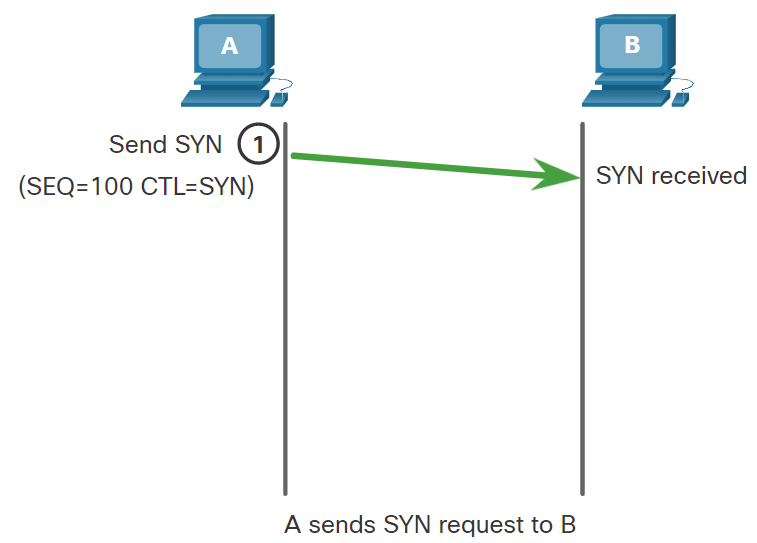 A
B
Send SYN 1
(SEQ=100 CTL=SYN)
SYN received
A sends SYN request to B